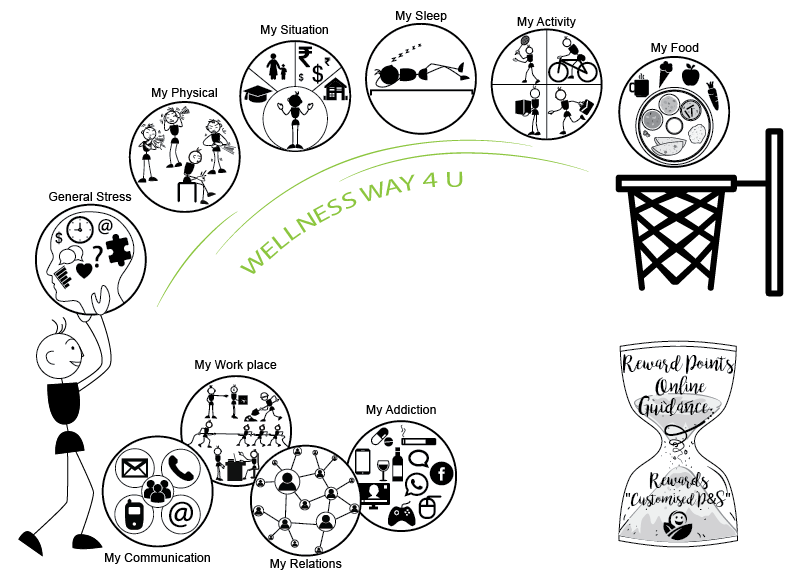 My Situation
My Sleep
My Activity
My Food
My Physical
General Stress
WELLNESS WAY 4 U
$
@
?
₹
₹
$
$
z z z z z z
My Work place
My Addiction
My Communication
@
My Relations
f
Reward Points
Online
Guidance
Rewards
"Customised P&S"